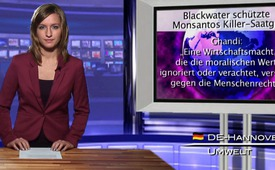 Blackwater schützte
Monsantos Killer-Saatg
Ghandi:
„Eine Wirtschaftsmacht,
die die moralischen Wert
ignoriert oder verachtet, vers
gegen die Menschenrecht
DE-HANNOVE
UMWELT